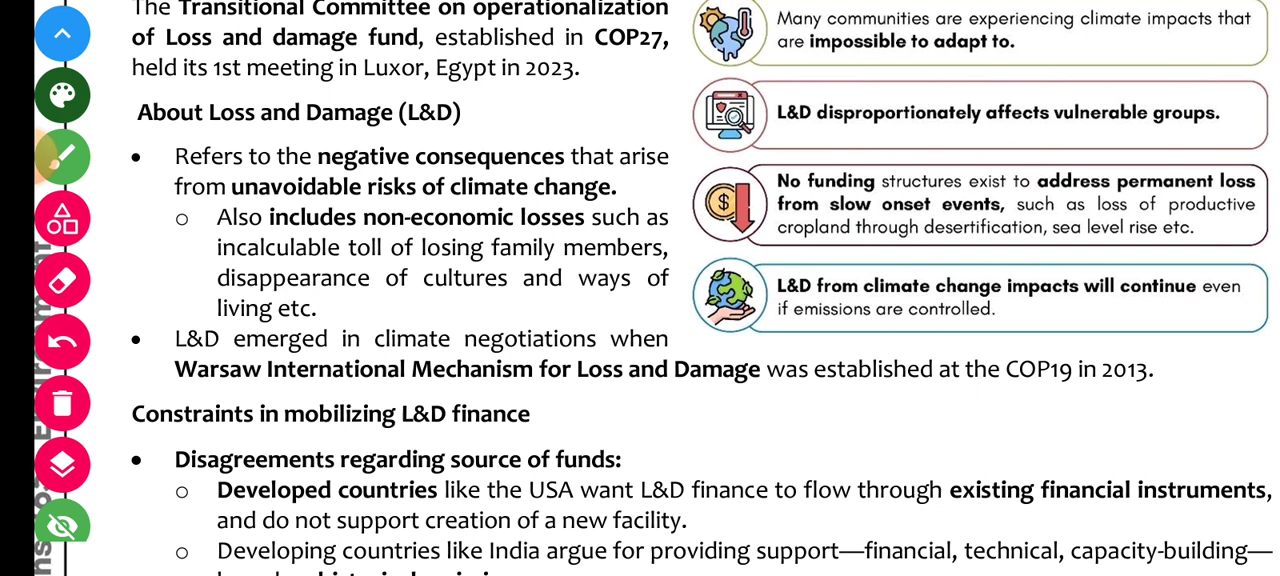 The Transitional Committee on operationalization
of Loss and damage fund, established in COP27,
held its 1st meeting in Luxor, Egypt in 2023.
About Loss and Damage (L&D)
• Refers to the negative consequences that arise
from unavoidable risks of climate change.
o Also includes non-economic losses such as
incalculable toll of losing family members,
disappearance of cultures and ways of
living etc.
• L&D emerged in climate negotiations when
Warsaw International Mechanism for Loss and Damage was established at the COP19 in 2013.
Many communities are experiencing climate impacts that
are impossible to adapt to.
L&D disproportionately affects vulnerable groups.
No funding structures exist to address permanent loss
from slow onset events, such as loss of productive
cropland through desertification, sea level rise etc.
L&D from climate change impacts will continue even
if emissions are controlled.
Constraints in mobilizing L&D finance
• Disagreements regarding source of funds:
o Developed countries like the USA want L&D finance to flow through existing financial instruments,
and do not support creation of a new facility.
o Developing countries like India argue for providing support—financial, technical, capacity-building—